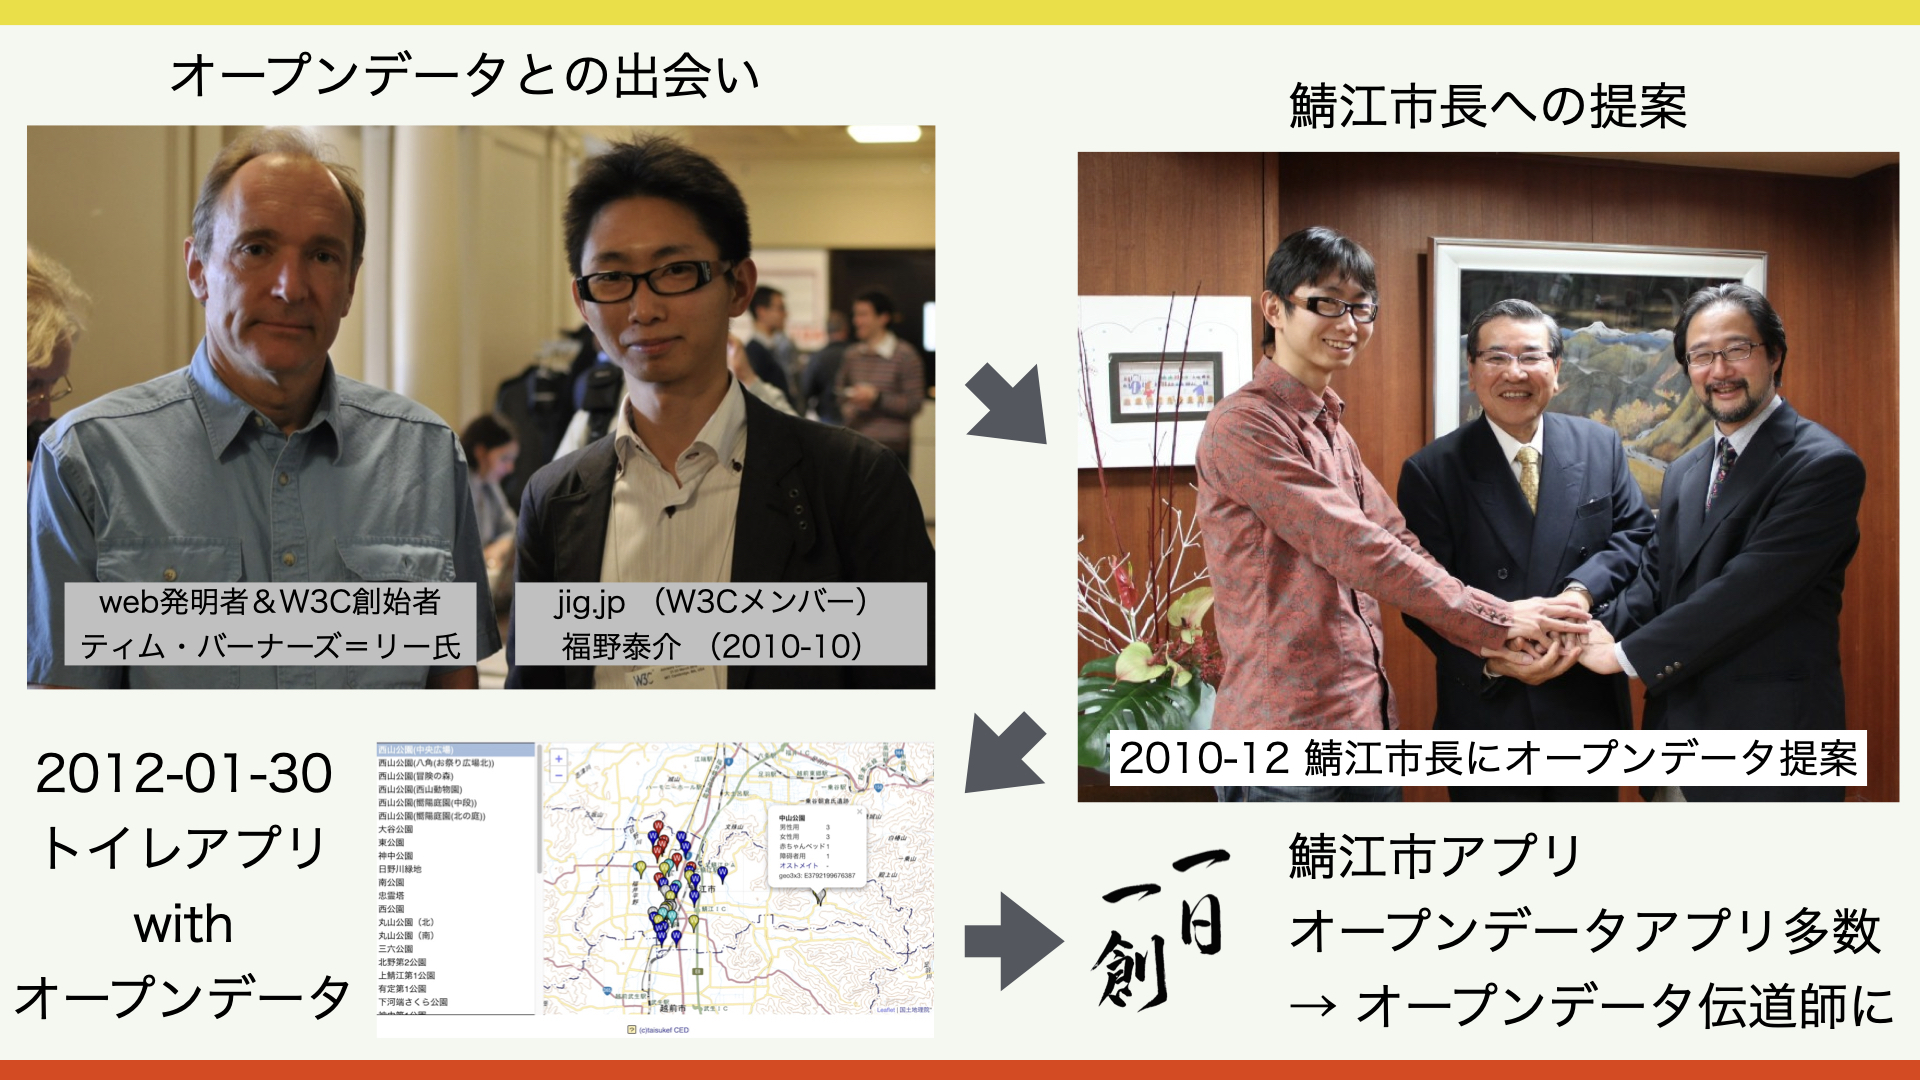 オープンデータとの出会い
web発明者＆W3C創始者
ティム・バーナーズ＝リー氏
jig.jp （W3Cメンバー）
福野泰介 （2010-10）
W3C
鯖江市長への提案
2010-12 鯖江市長にオープンデータ提案
2012-01-30
トイレアプリ
with
オープンデータ
西山公園(中央広場)
西山公園(八角(お祭り広場北))
西山公園(冒険の森)
西山公園(西山動物園)
西山公園(嚮陽庭園(中段))
西山公園(嚮陽庭園(北の庭))
大谷公園
東公園
神中公園
日野川緑地
南公園
忠霊塔
西公園
丸山公園（北）
丸山公園（南）
三六公園
北野第2公園
上鯖江第1公園
有定第1公園
下河端さくら公園
中山公園
男性用 3
女性用 3
赤ちゃんベッド 1
障碍者用 1
オストメイト -
geo3x3: E3792199676387
文殊山
越前市
Leaflet | 国土地理院
(c)taisukef CED
一日
一創
鯖江市アプリ
オープンデータアプリ多数
→ オープンデータ伝道師に